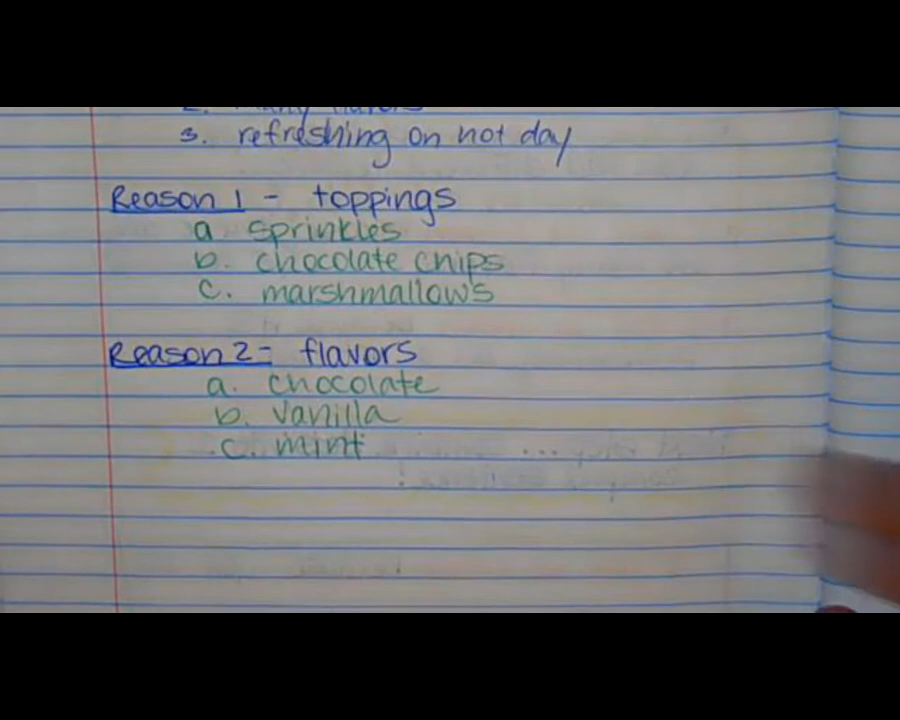 3. refreshing on hot day
Reason 1 - toppings
a sprinkles
b. chocolate chips
c. marshmallows
Reason 2 - flavors
a. chocolate
b. vanilla
c. mint